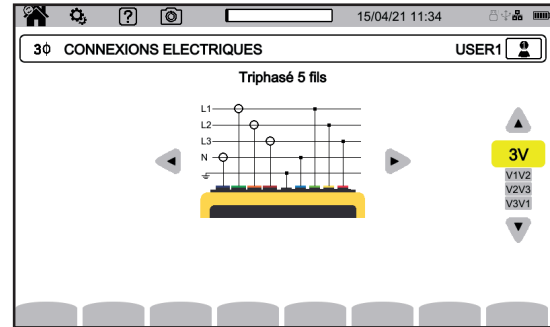 15/04/21 11:34
3Φ CONNEXIONS ELECTRIQUES USER1
Triphasé 5 fils
L1
L2
L3
N
3V
V1V2
V2V3
V3V1